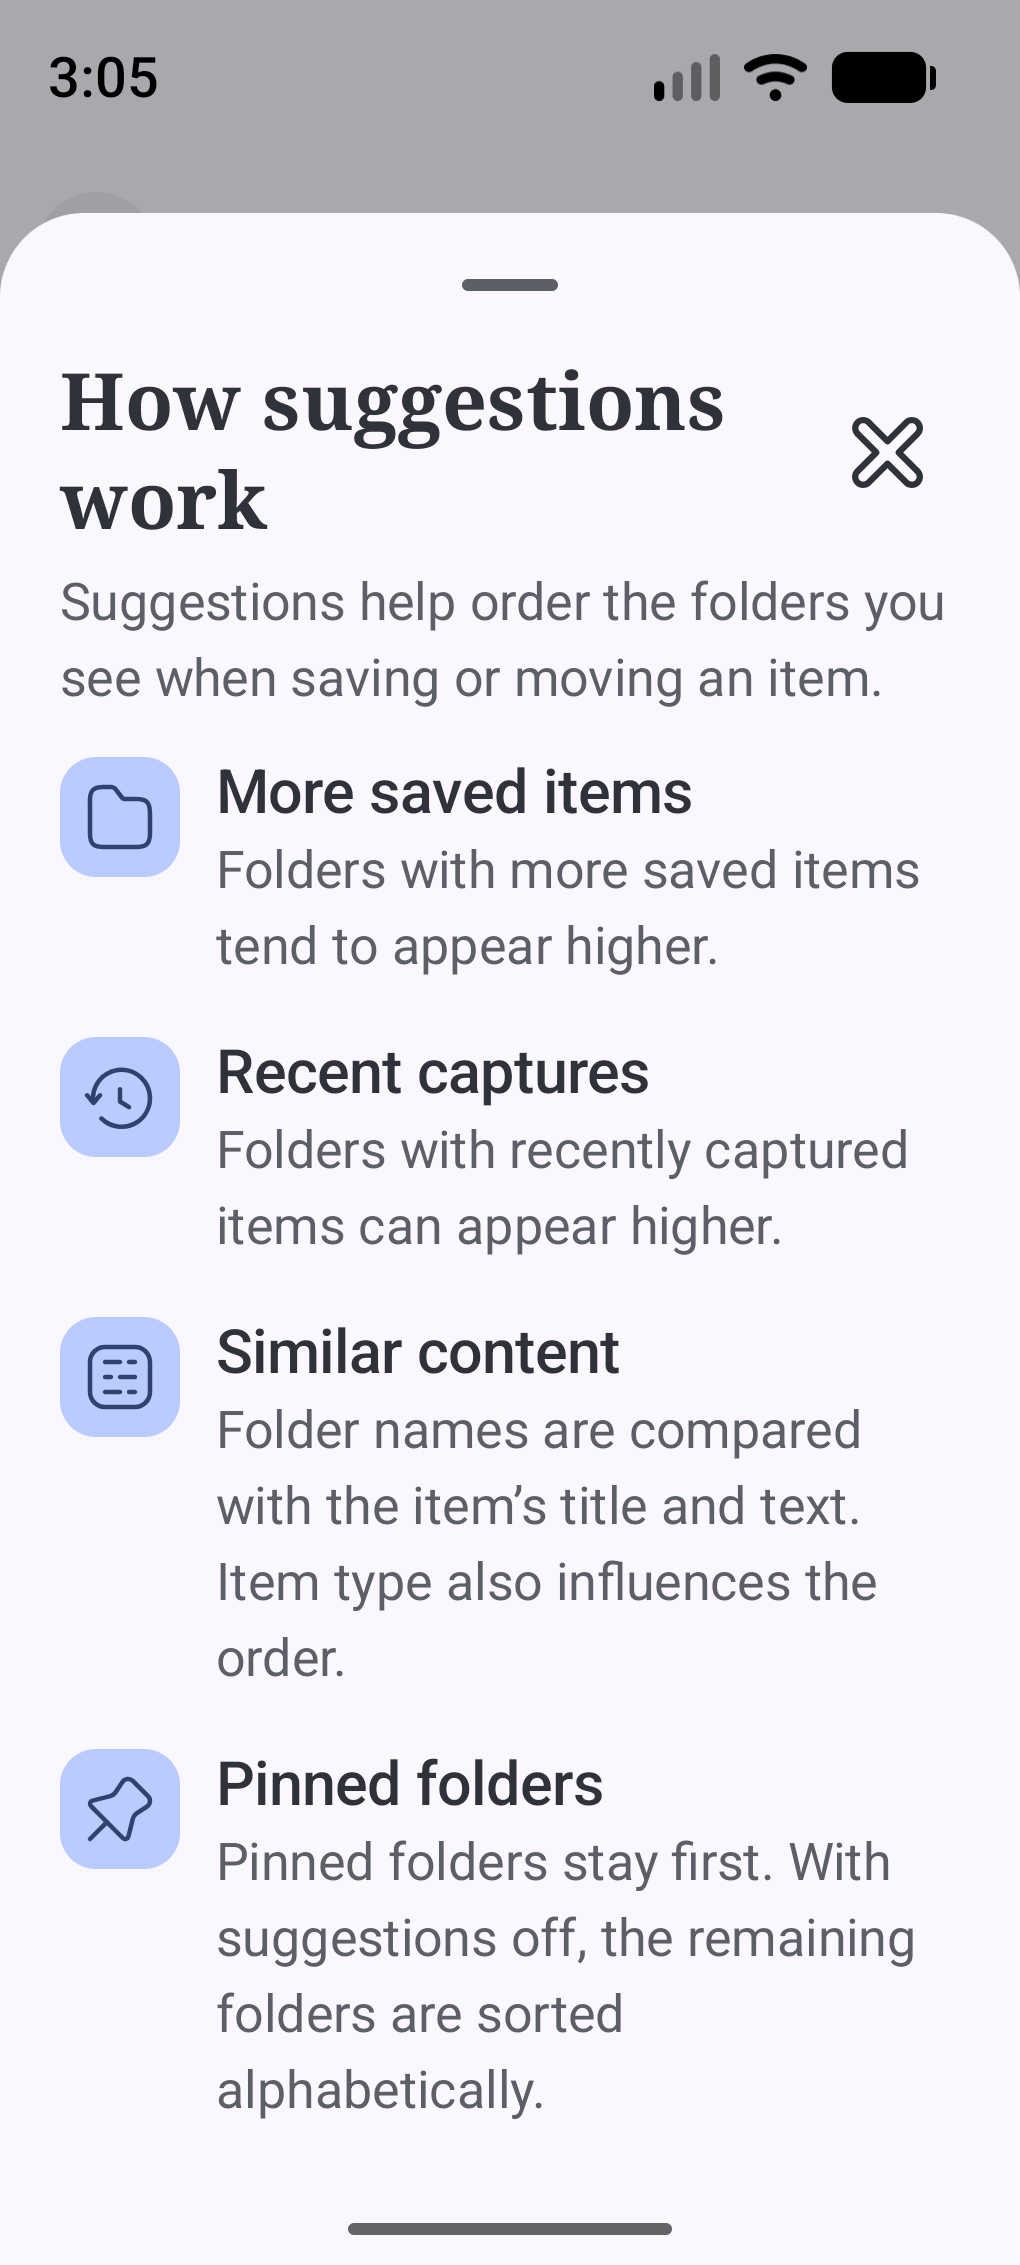 3:05
How suggestions
work
Suggestions help order the folders you
see when saving or moving an item.
More saved items
Folders with more saved items
tend to appear higher.
Recent captures
Folders with recently captured
items can appear higher.
Similar content
Folder names are compared
with the item’s title and text.
Item type also influences the
order.
Pinned folders
Pinned folders stay first. With
suggestions off, the remaining
folders are sorted
alphabetically.